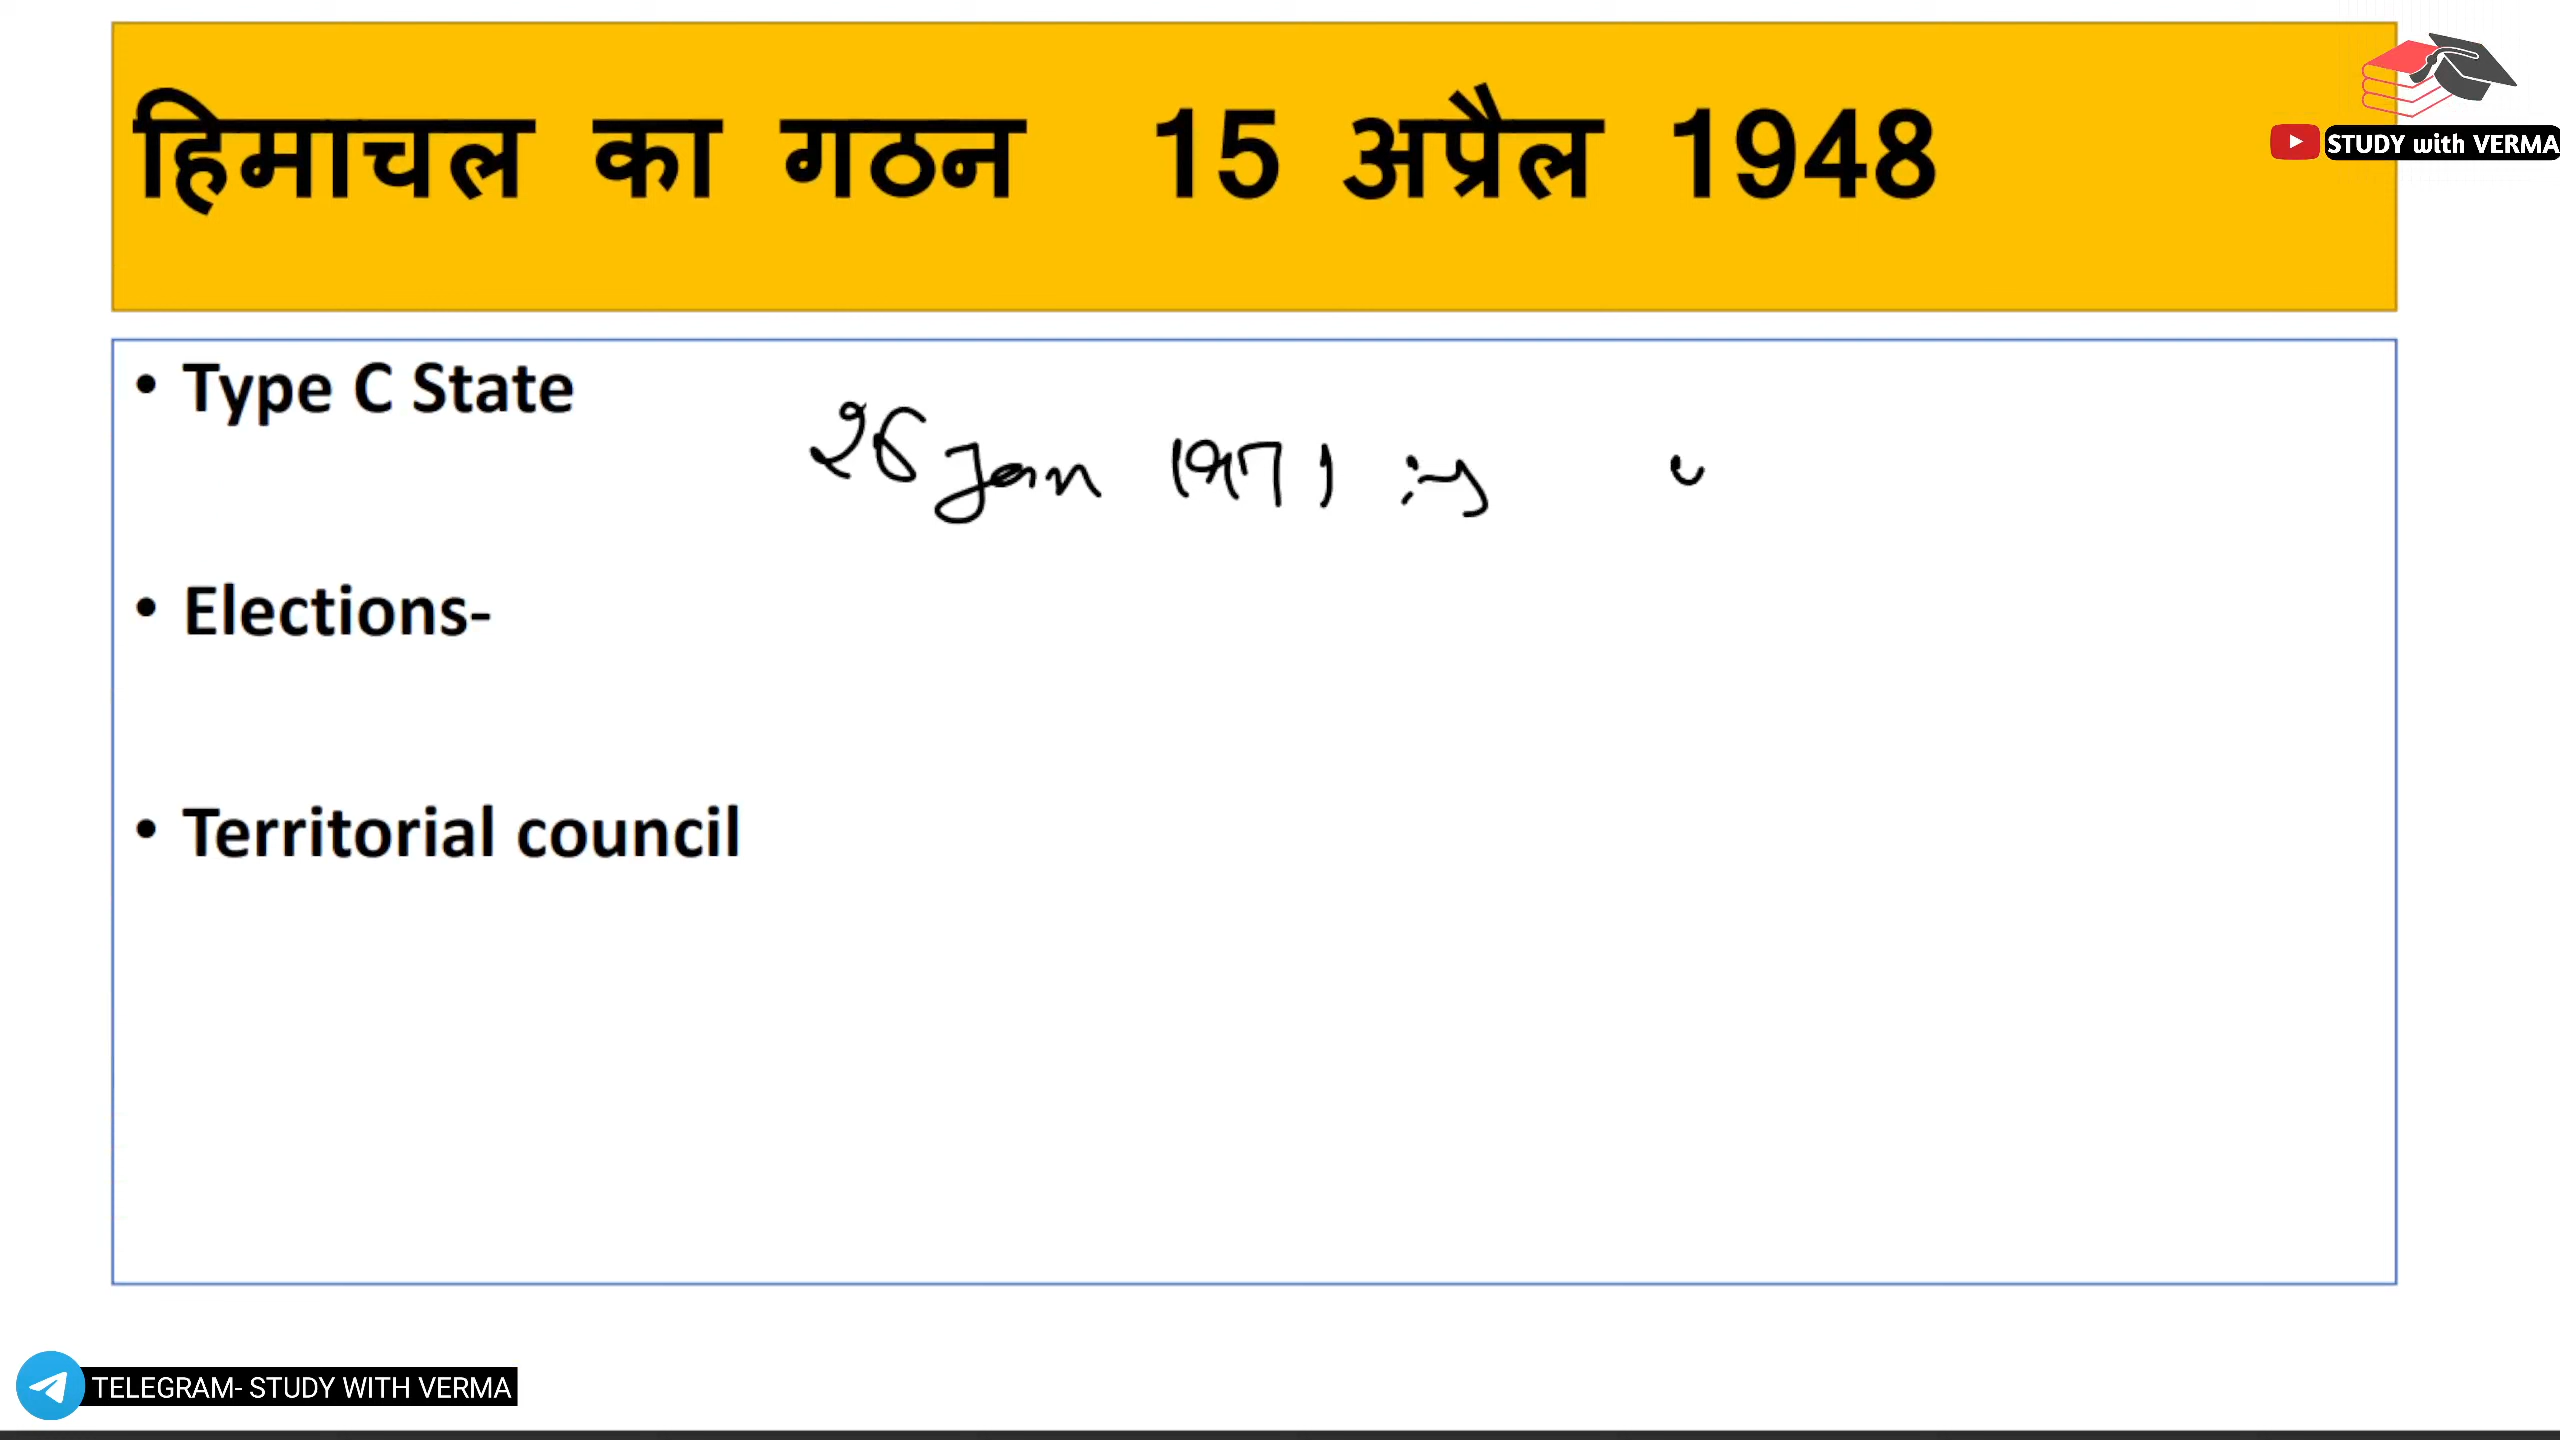 हिमाचल का गठन 15 अप्रैल 1948
STUDY with VERMA
• Type C State
26 Jan 1971
• Elections-
• Territorial council
TELEGRAM- STUDY WITH VERMA